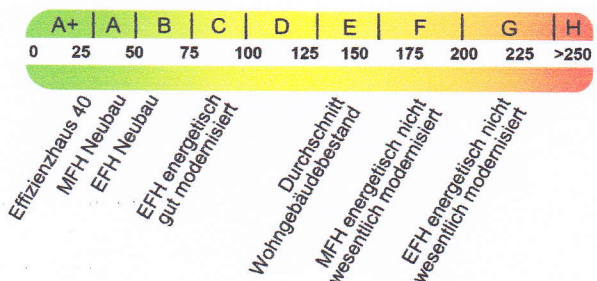 A+ A B C D E F G H
0 25 50 75 100 125 150 175 200 225 >250
Effizienzhaus 40
MFH Neubau
EFH Neubau
EFH energetisch
gut modernisiert
Durchschnitt
Wohngebäudebestand
MFH energetisch nicht
wesentlich modernisiert
EFH energetisch nicht
wesentlich modernisiert